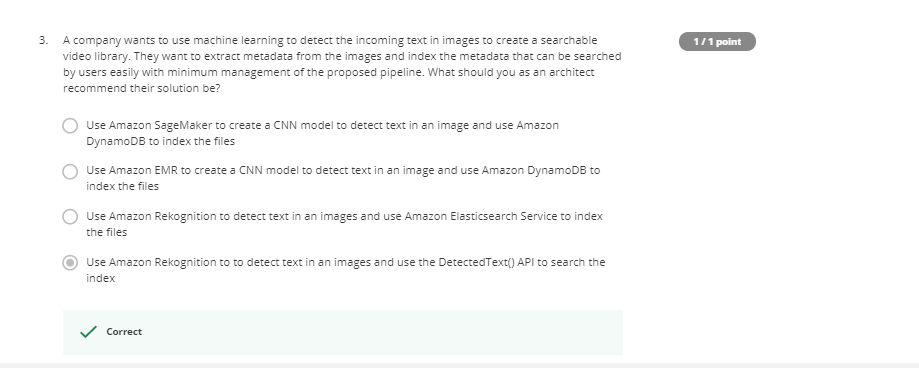 3. A company wants to use machine learning to detect the incoming text in images to create a searchable
1 / 1 point
video library. They want to extract metadata from the images and index the metadata that can be searched
by users easily with minimum management of the proposed pipeline. What should you as an architect
recommend their solution be?
Use Amazon SageMaker to create a CNN model to detect text in an image and use Amazon
DynamoDB to index the files
Use Amazon EMR to create a CNN model to detect text in an image and use Amazon DynamoDB to
index the files
Use Amazon Rekognition to detect text in an images and use Amazon Elasticsearch Service to index
the files
Use Amazon Rekognition to to detect text in an images and use the DetectedText() API to search the
index
Correct